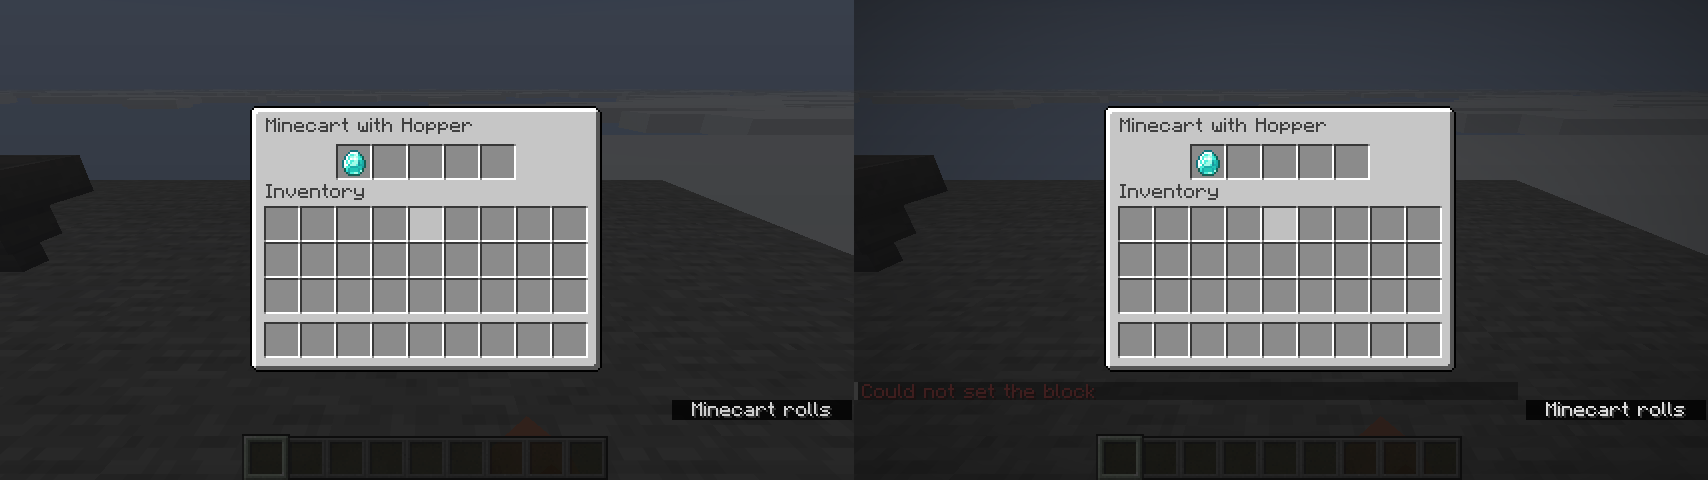 Minecart with Hopper
Inventory
Minecart rolls
Minecart with Hopper
Inventory
Could not set the block
Minecart rolls